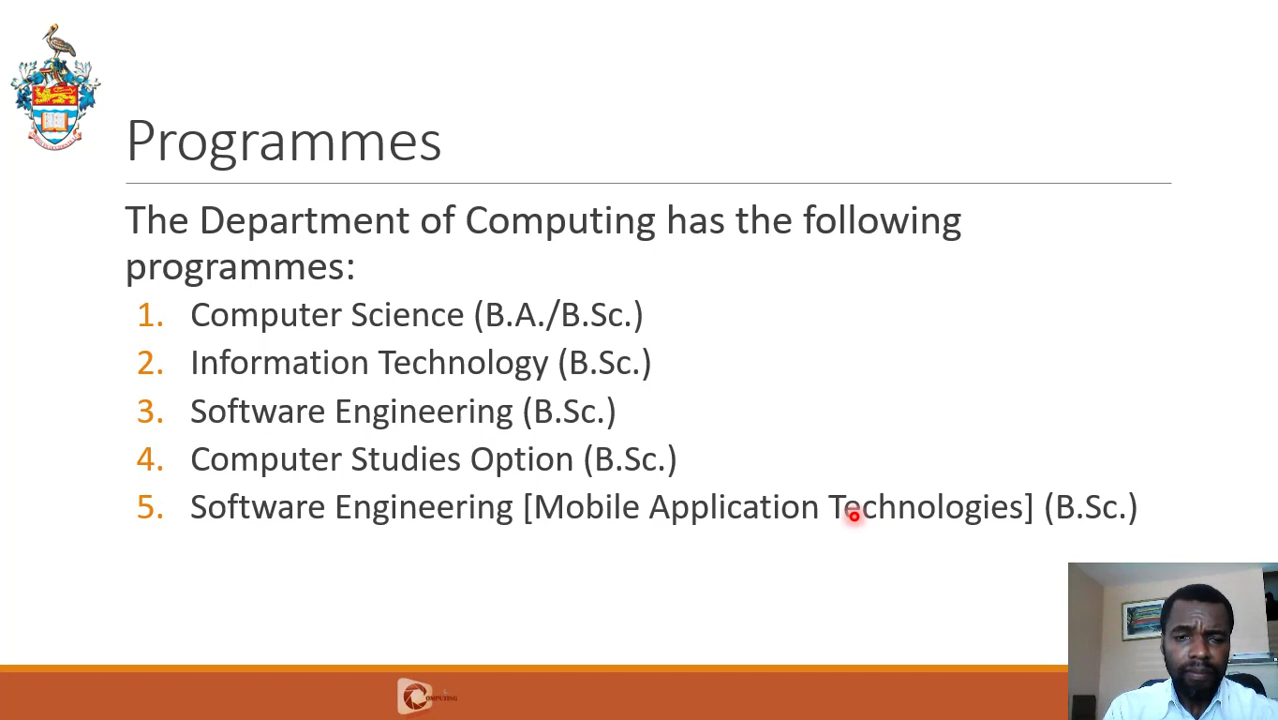 Programmes
The Department of Computing has the following
programmes:
1. Computer Science (B.A./B.Sc.)
2. Information Technology (B.Sc.)
3. Software Engineering (B.Sc.)
4. Computer Studies Option (B.Sc.)
5. Software Engineering [Mobile Application Technologies] (B.Sc.)
COMPUTING